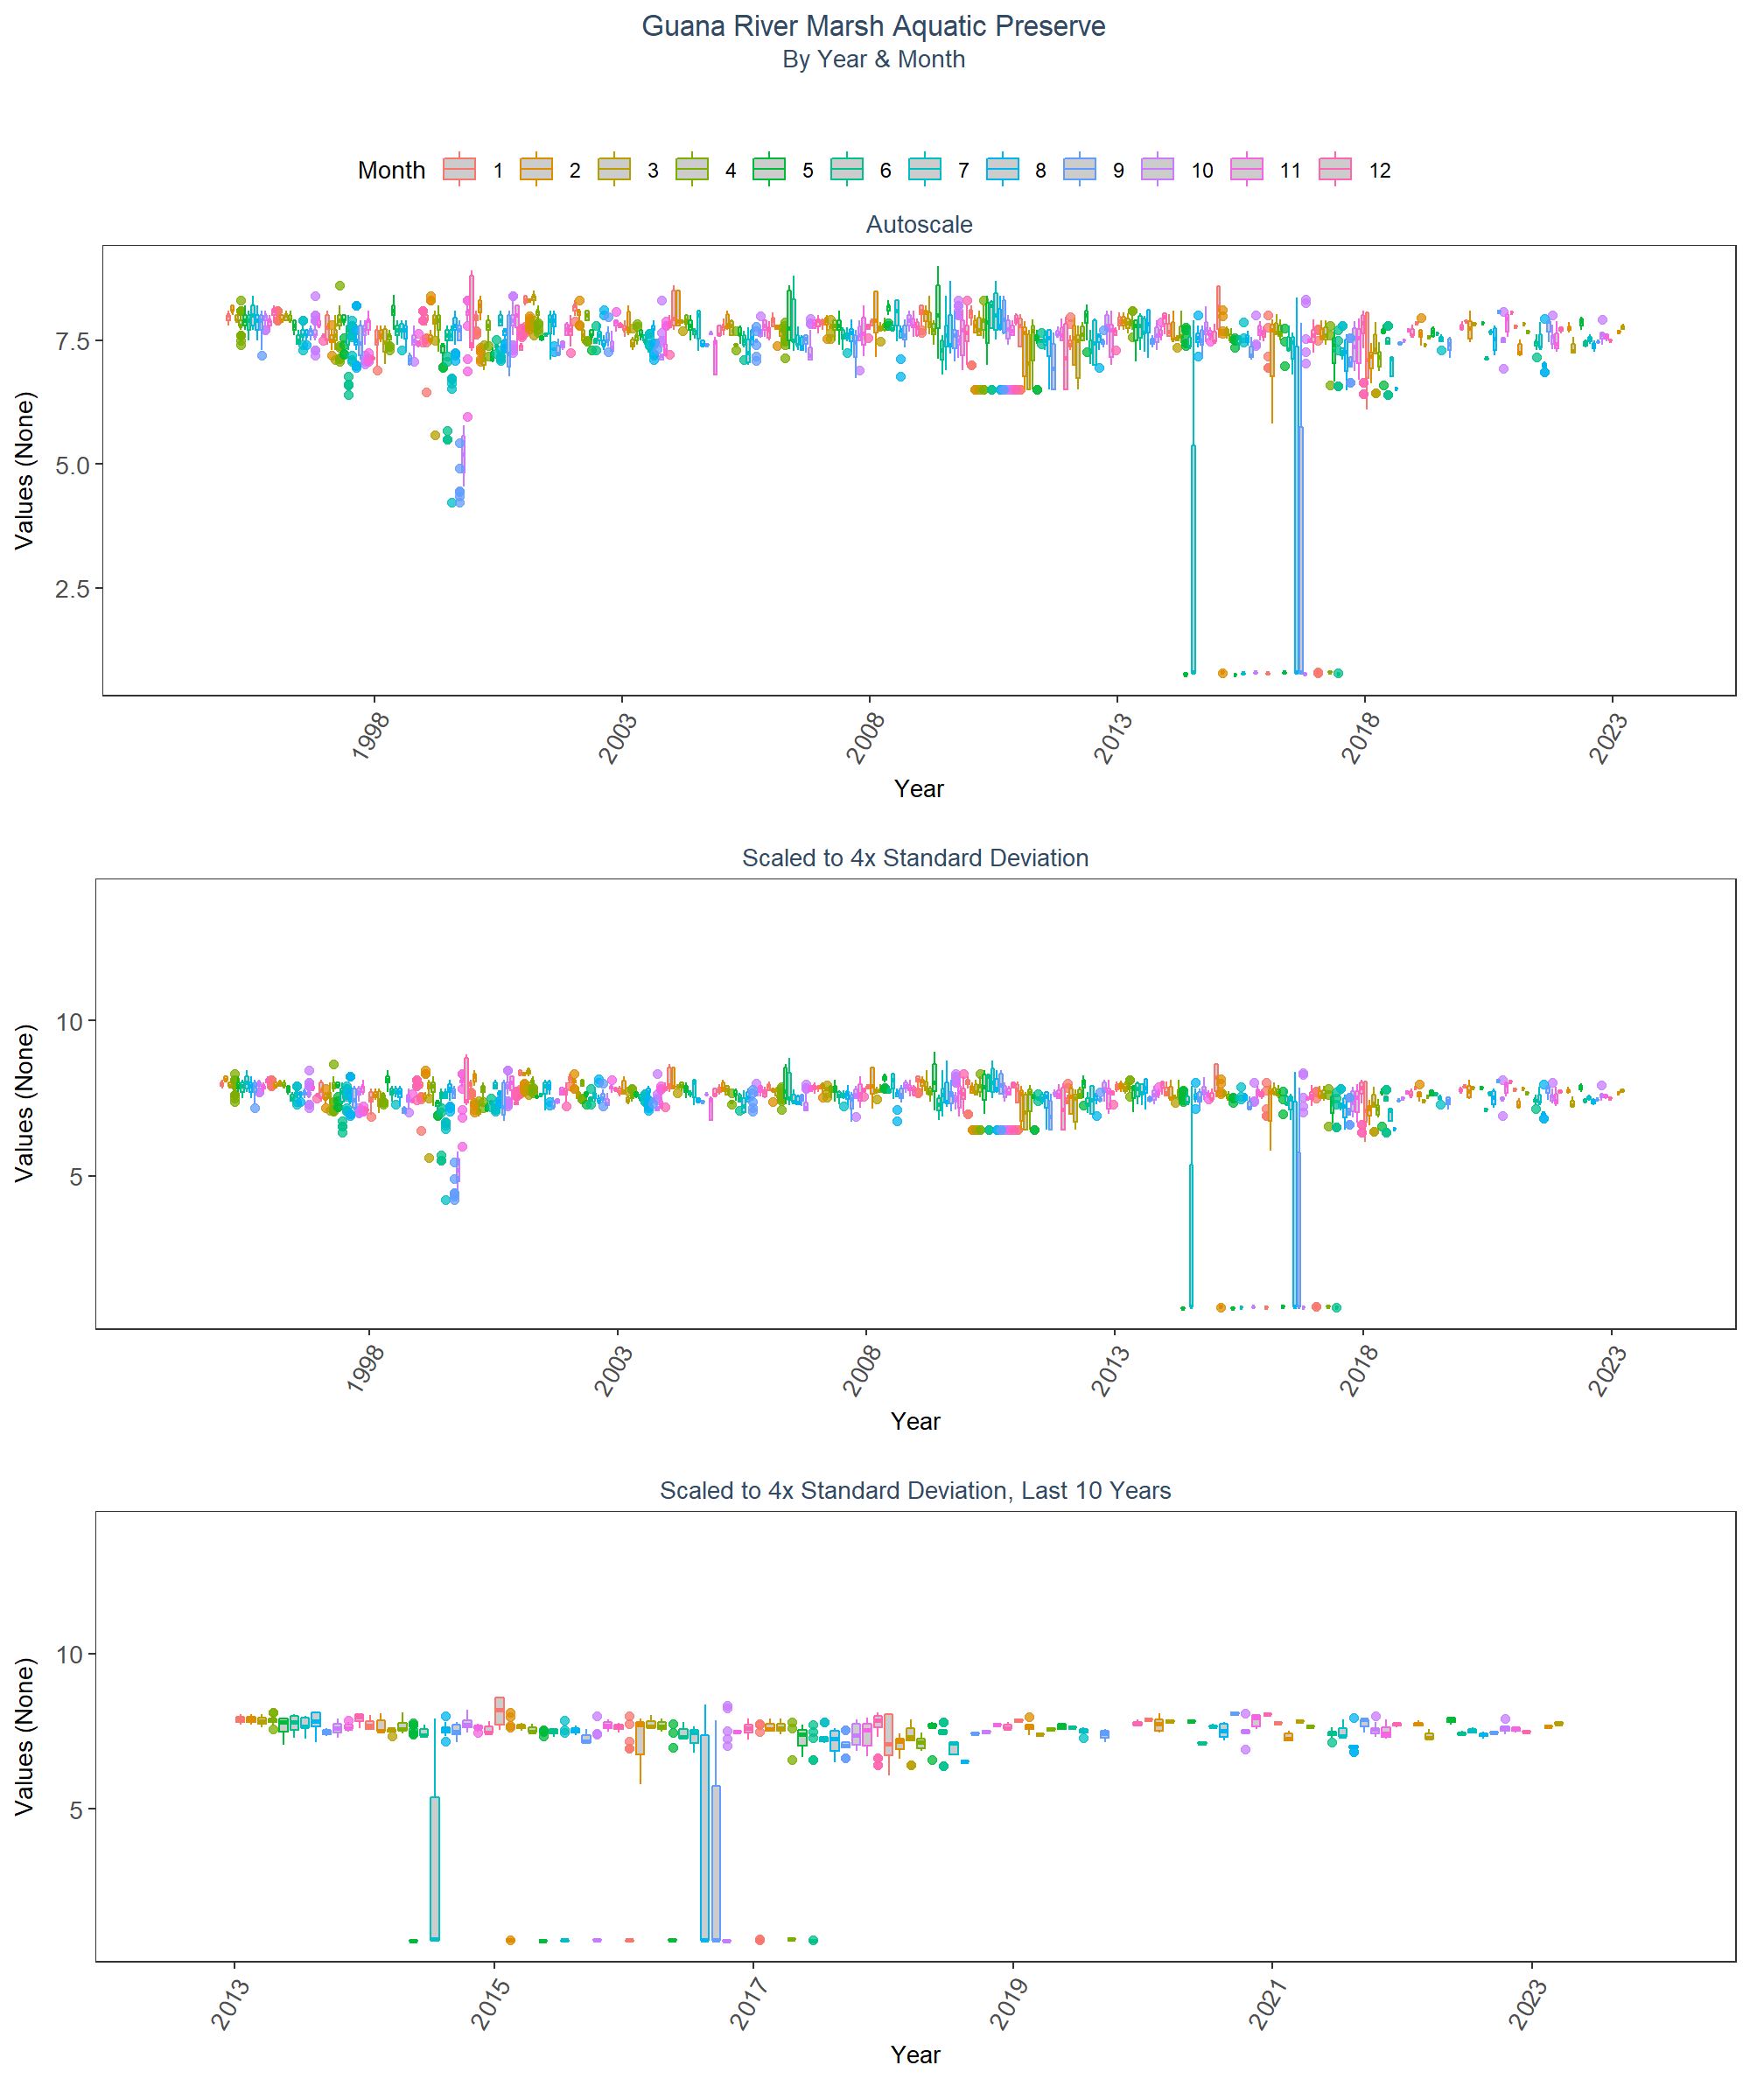 Guana River Marsh Aquatic Preserve
By Year & Month
Month 1 2 3 4 5 6 7 8 9 10 11 12
Autoscale
Values (None)
7.5
5.0
2.5
1998 2003 2008 2013 2018 2023
Year
Scaled to 4x Standard Deviation
Values (None)
10
5
1998 2003 2008 2013 2018 2023
Year
Scaled to 4x Standard Deviation, Last 10 Years
Values (None)
10
5
2013 2015 2017 2019 2021 2023
Year